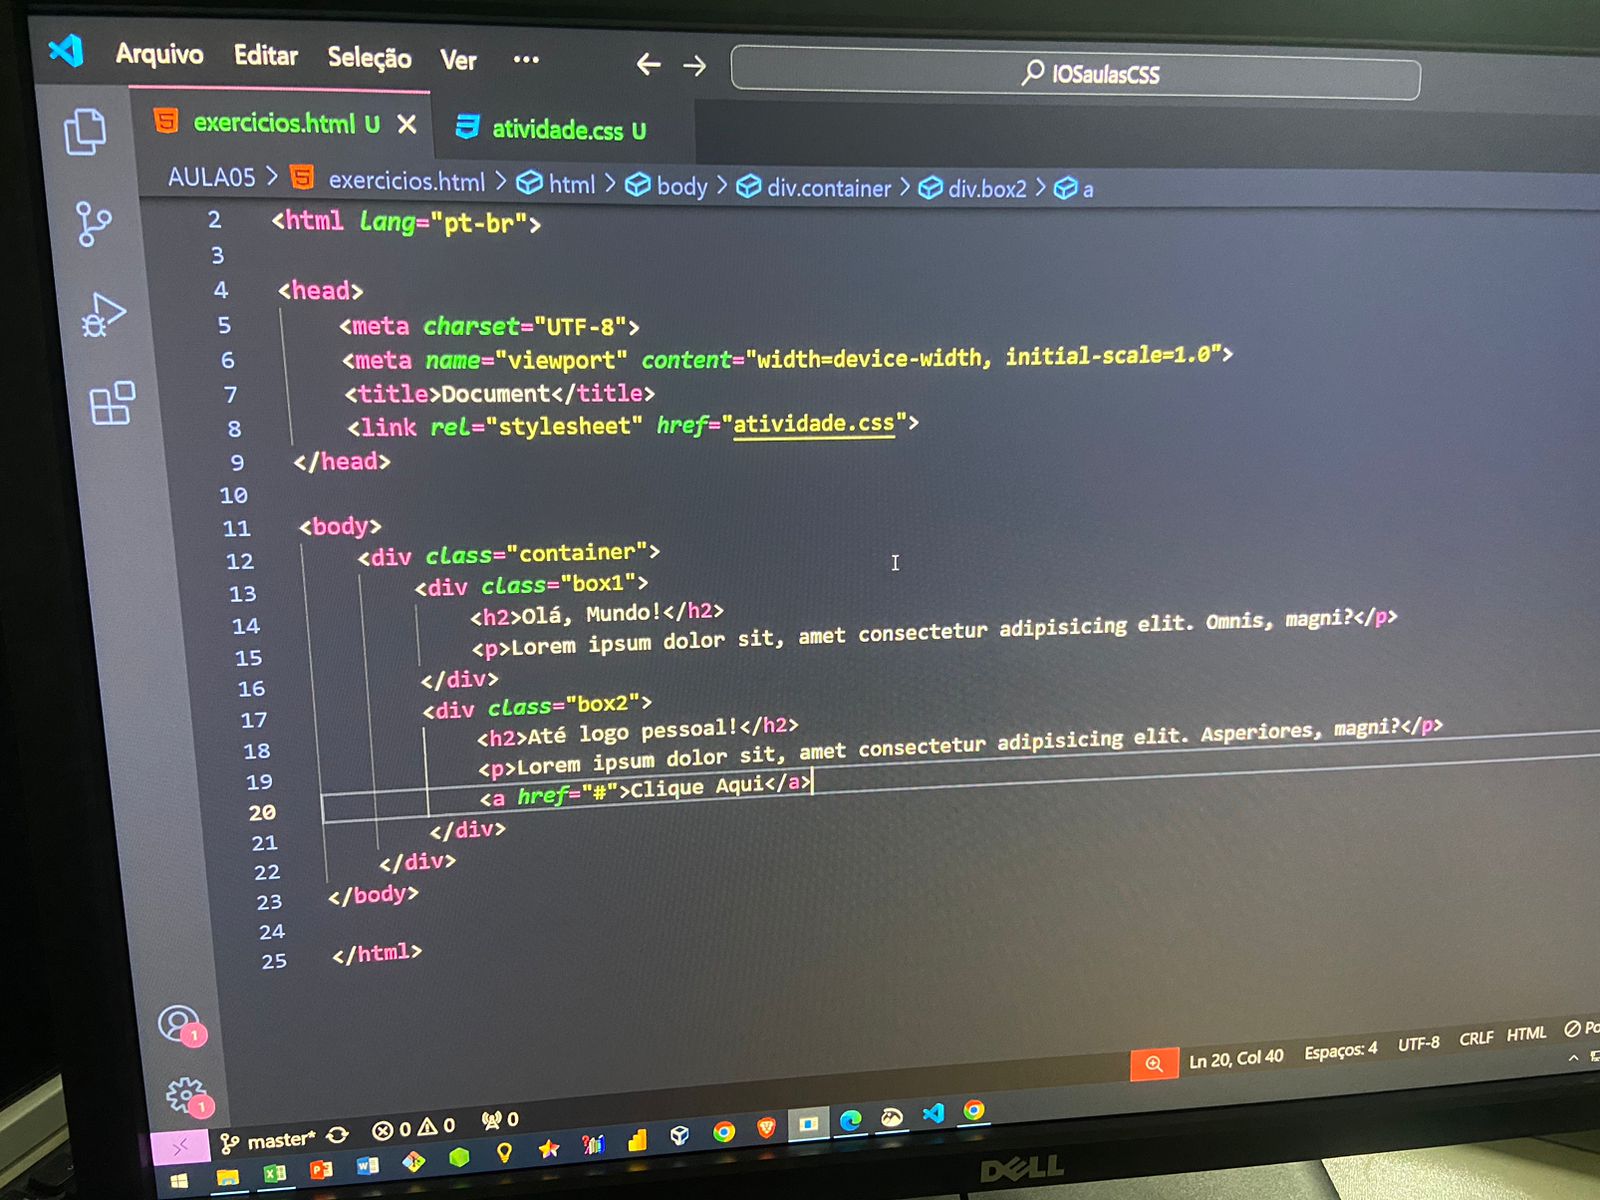 Arquivo Editar Seleção Ver ···
IOSaulasCSS
exercicios.html U
atividade.css U
AULA05 > exercicios.html > html > body > div.container > div.box2 > a
2 <html lang="pt-br">
3
4 <head>
5 <meta charset="UTF-8">
6 <meta name="viewport" content="width=device-width, initial-scale=1.0">
7 <title>Document</title>
8 <link rel="stylesheet" href="atividade.css">
9 </head>
10
11 <body>
12 <div class="container">
13 <div class="box1">
14 <h2>Olá, Mundo!</h2>
15 <p>Lorem ipsum dolor sit, amet consectetur adipisicing elit. Omnis, magni?</p>
16 </div>
17 <div class="box2">
18 <h2>Até logo pessoal!</h2>
19 <p>Lorem ipsum dolor sit, amet consectetur adipisicing elit. Asperiores, magni?</p>
20 <a href="#">Clique Aqui</a>
21 </div>
22 </div>
23 </body>
24
25 </html>
1
1
master* 0 0 0
Ln 20, Col 40 Espaços: 4 UTF-8 CRLF HTML
DELL